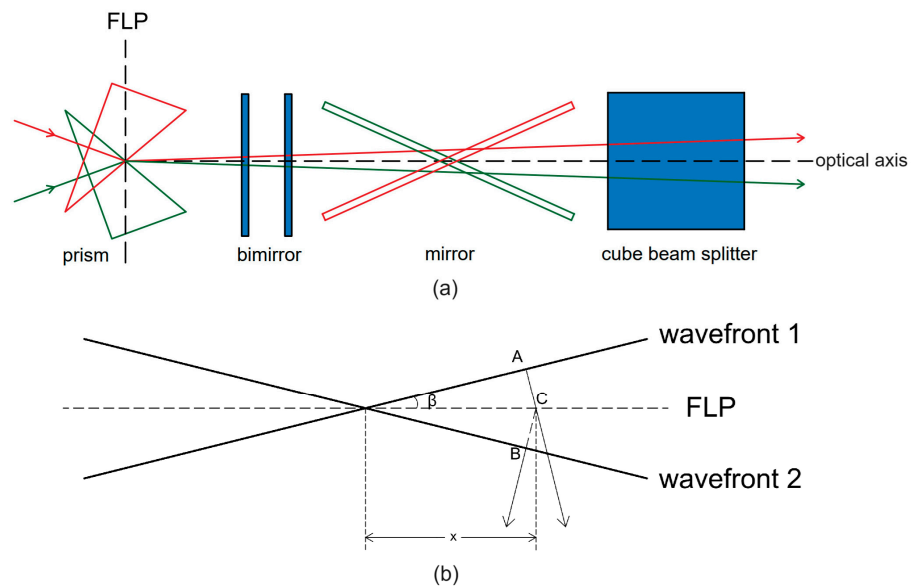 FLP
optical axis
prism
bimirror
mirror
cube beam splitter
(a)
wavefront 1
A
β
C
FLP
B
wavefront 2
x
(b)